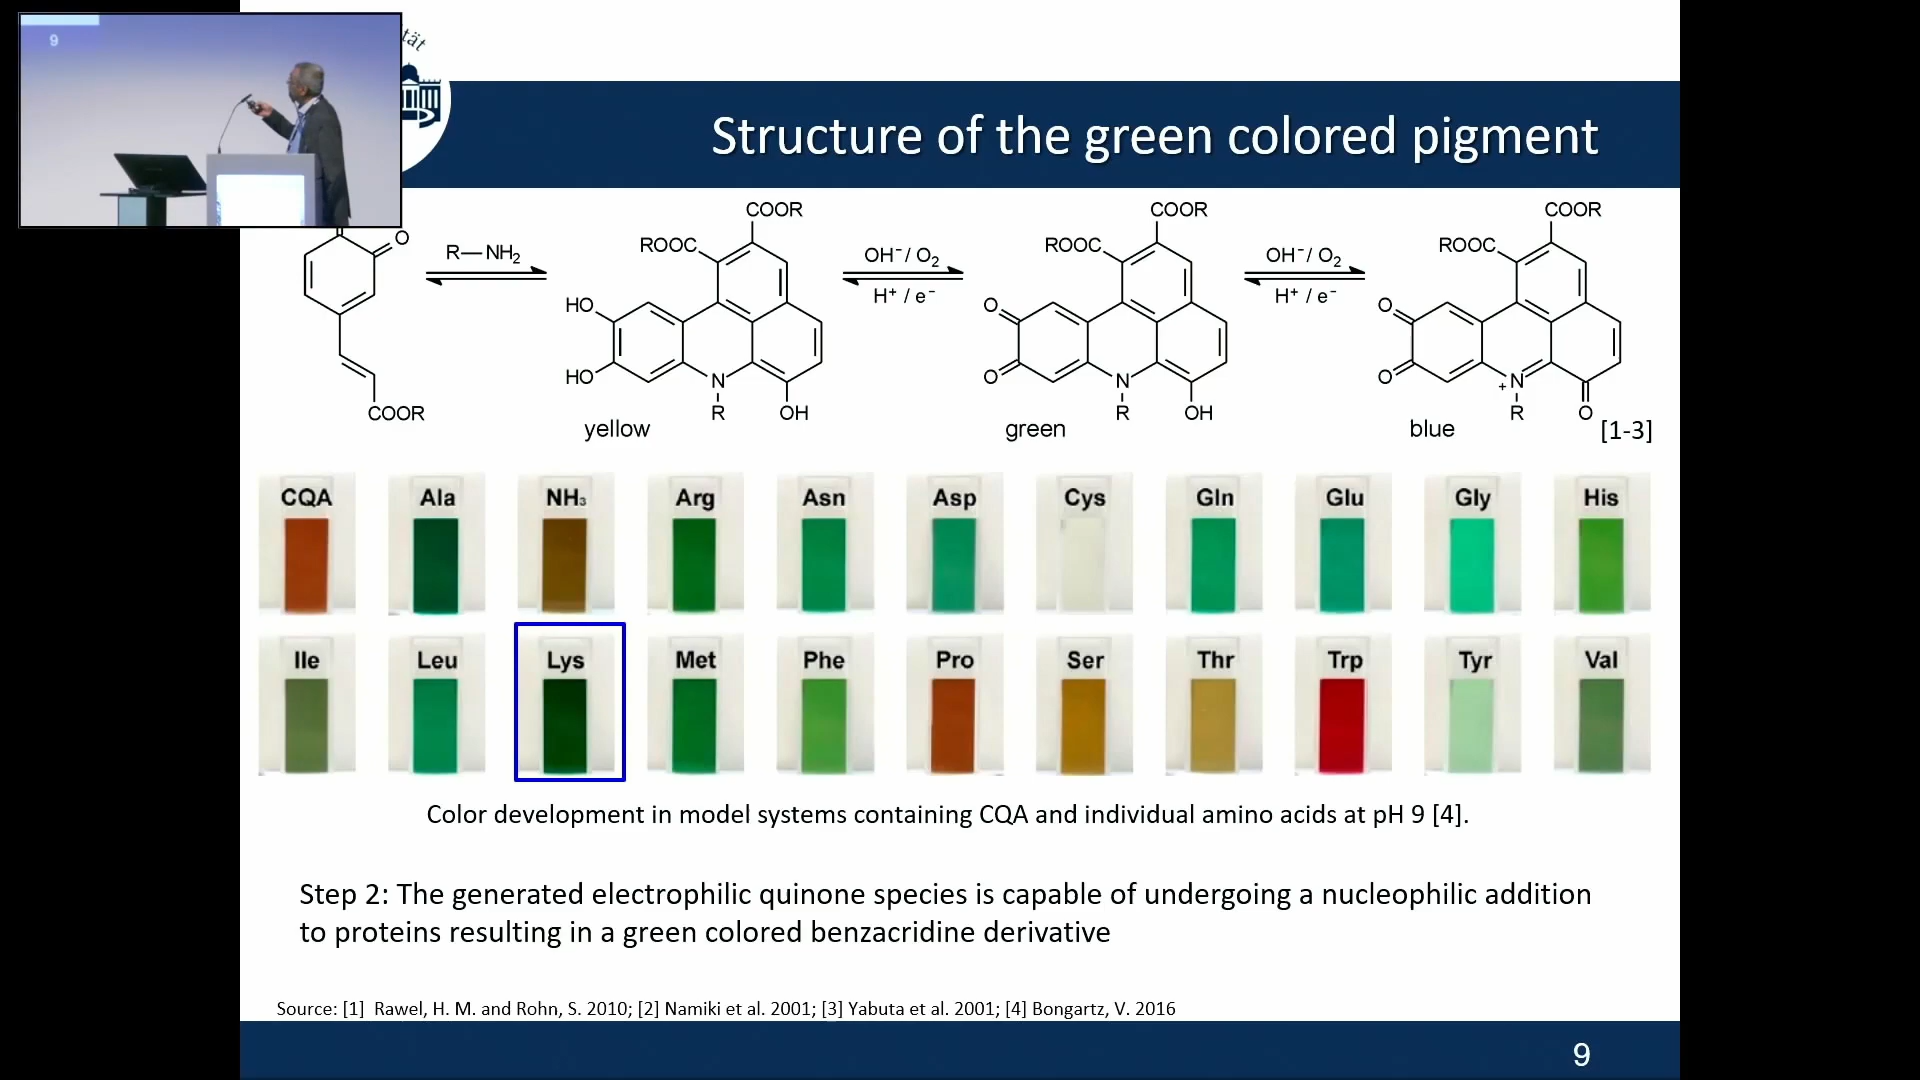 9
tät
Structure of the green colored pigment
O
COOR
R—NH₂
COOR
ROOC
HO
HO
N
R
OH
yellow
OH⁻/ O₂
H⁺ / e⁻
COOR
ROOC
O
O
N
R
OH
green
OH⁻/ O₂
H⁺ / e⁻
COOR
ROOC
O
O
+N
R
O
blue
[1-3]
CQA Ala NH₃ Arg Asn Asp Cys Gln Glu Gly His
Ile Leu Lys Met Phe Pro Ser Thr Trp Tyr Val
Color development in model systems containing CQA and individual amino acids at pH 9 [4].
Step 2: The generated electrophilic quinone species is capable of undergoing a nucleophilic addition
to proteins resulting in a green colored benzacridine derivative
Source: [1] Rawel, H. M. and Rohn, S. 2010; [2] Namiki et al. 2001; [3] Yabuta et al. 2001; [4] Bongartz, V. 2016
9